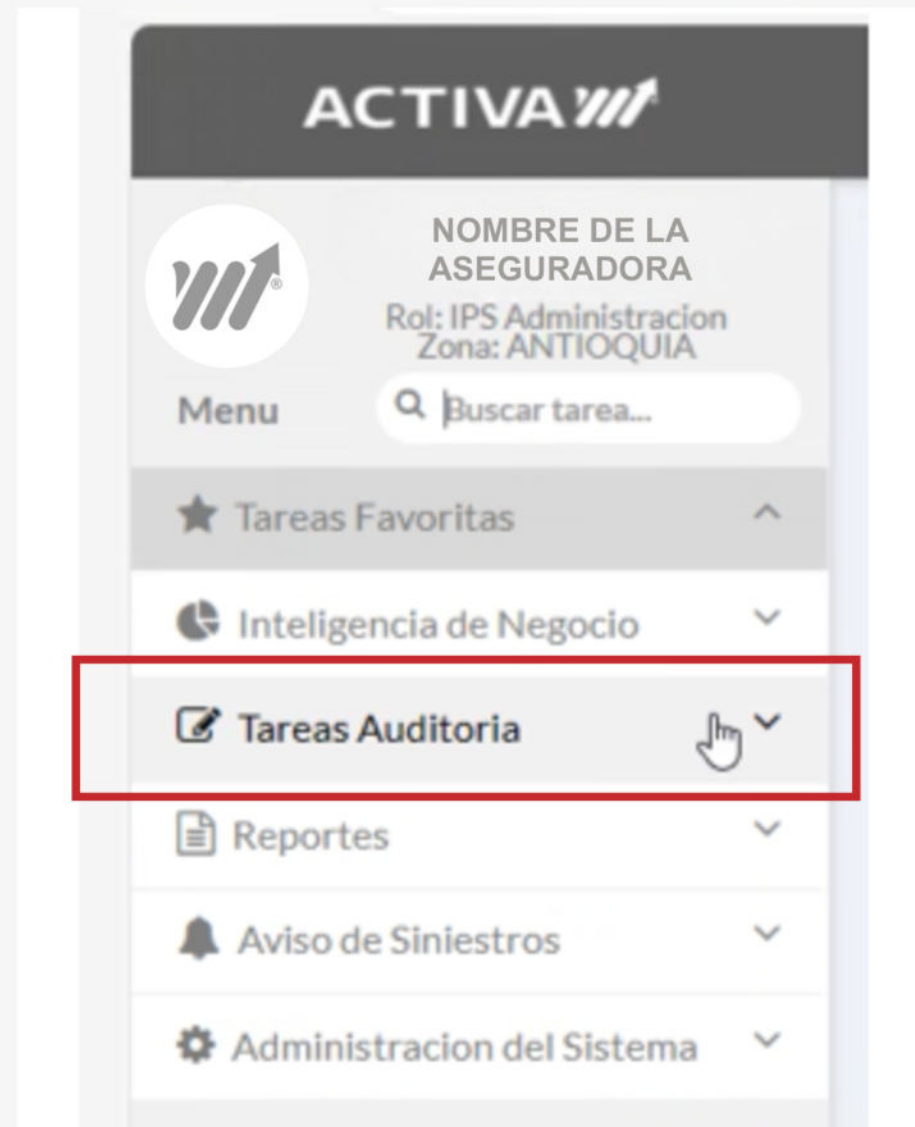 ACTIVA
NOMBRE DE LA
ASEGURADORA
Rol: IPS Administracion
Zona: ANTIOQUIA
Menu
Buscar tarea...
Tareas Favoritas
Inteligencia de Negocio
Tareas Auditoria
Reportes
Aviso de Siniestros
Administracion del Sistema